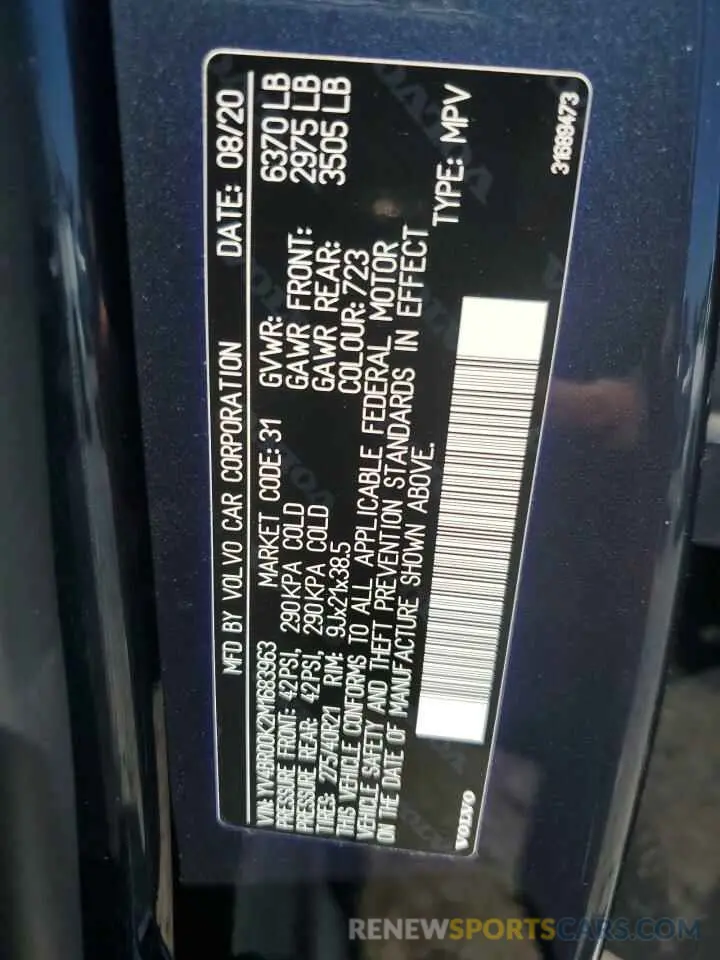 MFD BY VOLVO CAR CORPORATION DATE: 08/20
VIN: YV4BR0DK2M1683963 MARKET CODE: 31 GVWR: 6370 LB
PRESSURE FRONT: 42PSI, 290KPA COLD GAWR FRONT: 2975 LB
PRESSURE REAR: 42PSI, 290KPA COLD GAWR REAR: 3505 LB
TIRES: 275/40R21 RIM: 9Jx21x38.5 COLOUR: 723
THIS VEHICLE CONFORMS TO ALL APPLICABLE FEDERAL MOTOR
VEHICLE SAFETY AND THEFT PREVENTION STANDARDS IN EFFECT
ON THE DATE OF MANUFACTURE SHOWN ABOVE. TYPE: MPV
VOLVO 31689473
RENEWSPORTSCARS.COM